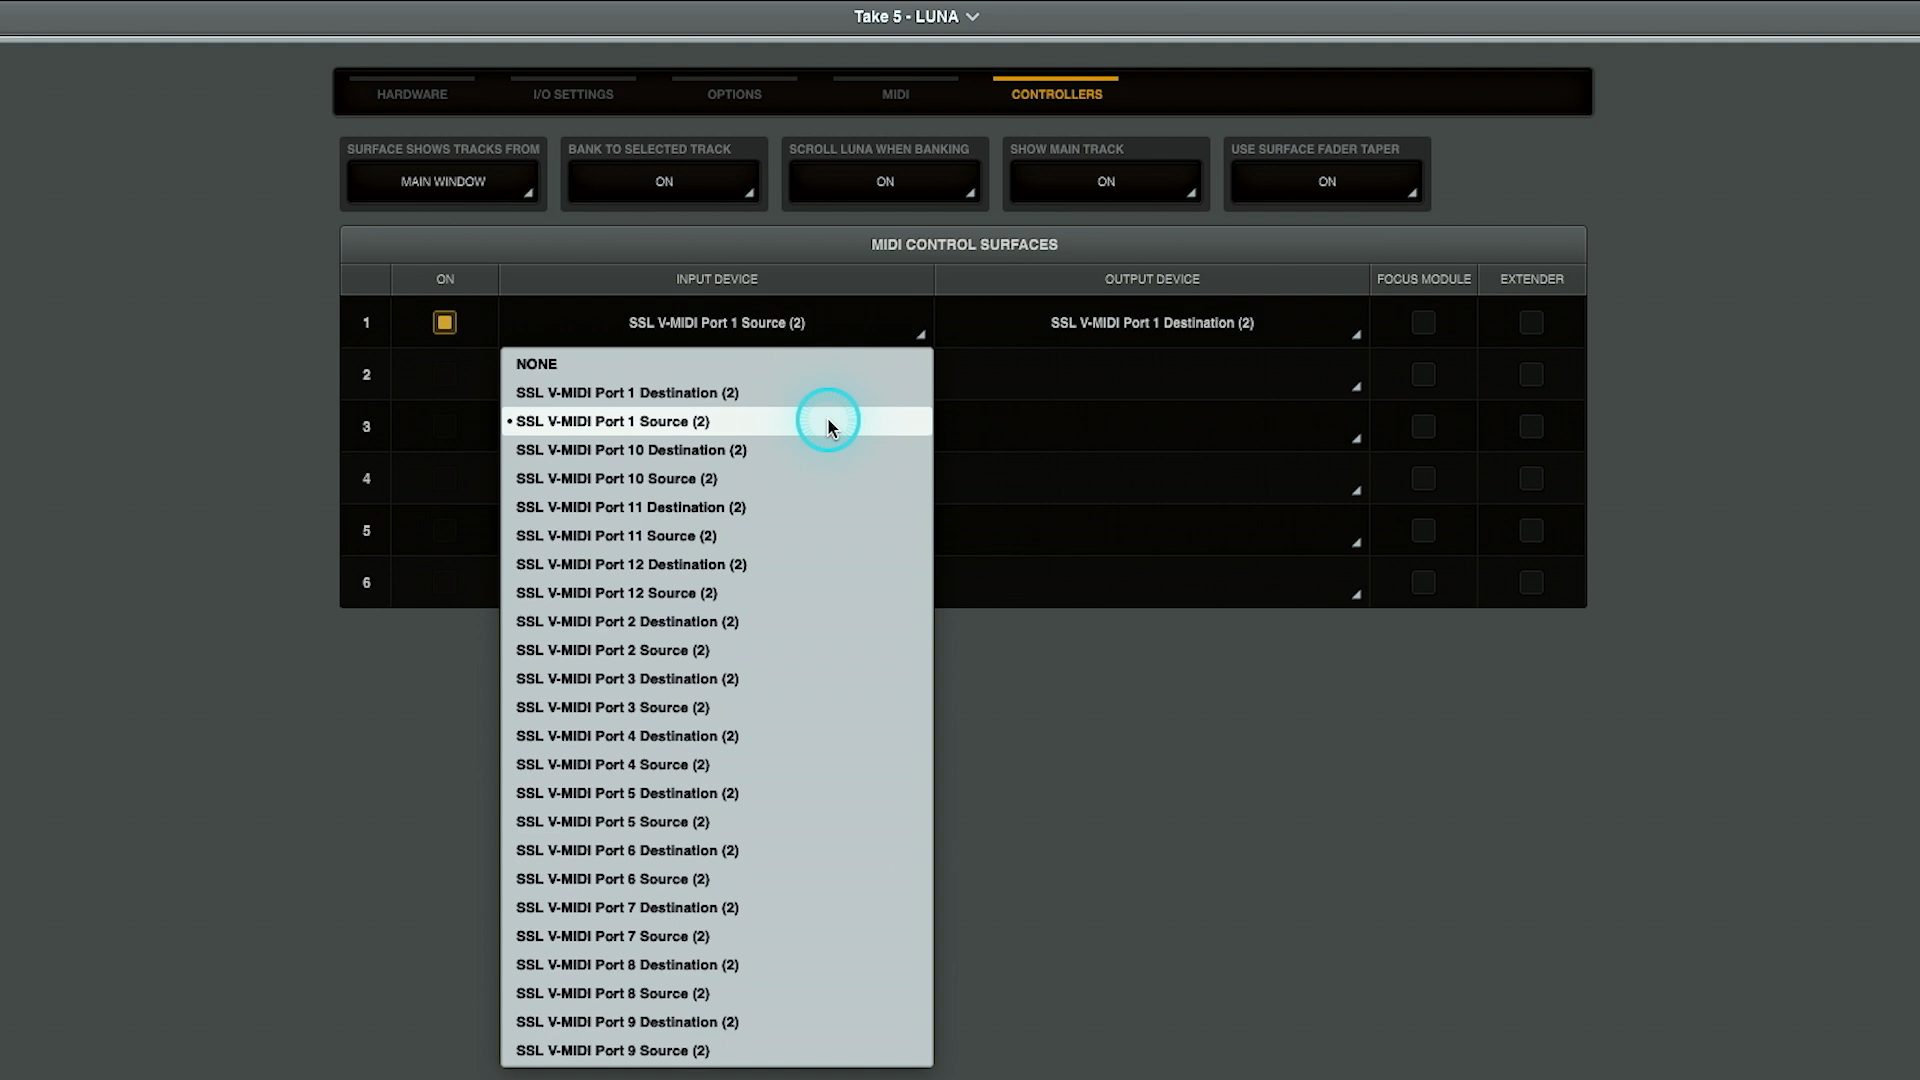 Take 5 - LUNA
HARDWARE
I/O SETTINGS
OPTIONS
MIDI
CONTROLLERS
SURFACE SHOWS TRACKS FROM
MAIN WINDOW
BANK TO SELECTED TRACK
ON
SCROLL LUNA WHEN BANKING
ON
SHOW MAIN TRACK
ON
USE SURFACE FADER TAPER
ON
MIDI CONTROL SURFACES
ON
INPUT DEVICE
OUTPUT DEVICE
FOCUS MODULE
EXTENDER
1
SSL V-MIDI Port 1 Source (2)
SSL V-MIDI Port 1 Destination (2)
2
3
4
5
6
NONE
SSL V-MIDI Port 1 Destination (2)
• SSL V-MIDI Port 1 Source (2)
SSL V-MIDI Port 10 Destination (2)
SSL V-MIDI Port 10 Source (2)
SSL V-MIDI Port 11 Destination (2)
SSL V-MIDI Port 11 Source (2)
SSL V-MIDI Port 12 Destination (2)
SSL V-MIDI Port 12 Source (2)
SSL V-MIDI Port 2 Destination (2)
SSL V-MIDI Port 2 Source (2)
SSL V-MIDI Port 3 Destination (2)
SSL V-MIDI Port 3 Source (2)
SSL V-MIDI Port 4 Destination (2)
SSL V-MIDI Port 4 Source (2)
SSL V-MIDI Port 5 Destination (2)
SSL V-MIDI Port 5 Source (2)
SSL V-MIDI Port 6 Destination (2)
SSL V-MIDI Port 6 Source (2)
SSL V-MIDI Port 7 Destination (2)
SSL V-MIDI Port 7 Source (2)
SSL V-MIDI Port 8 Destination (2)
SSL V-MIDI Port 8 Source (2)
SSL V-MIDI Port 9 Destination (2)
SSL V-MIDI Port 9 Source (2)